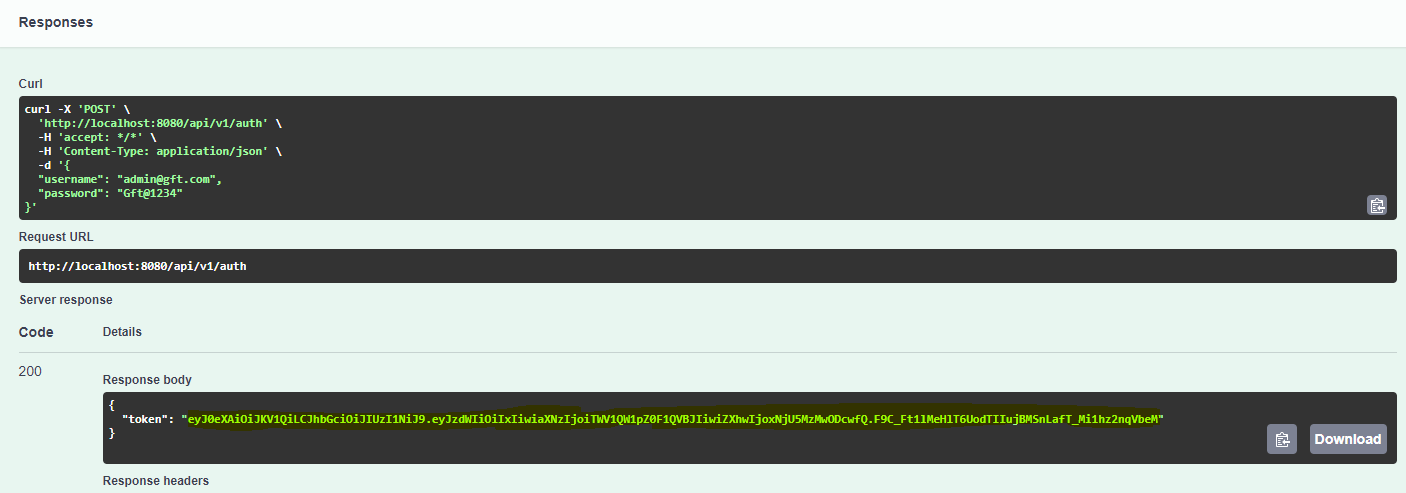 Responses
Curl
curl -X 'POST' \
'http://localhost:8080/api/v1/auth' \
-H 'accept: */*' \
-H 'Content-Type: application/json' \
-d '{
"username": "admin@gft.com",
"password": "Gft@1234"
}'
Request URL
http://localhost:8080/api/v1/auth
Server response
Code Details
200
Response body
{
"token": "eyJ0eXAiOiJKV1QiLCJhbGciOiJIUzI1NiJ9.eyJzdWIiOiIxIiwiaXNzIjoiTWV1QW1pZ0F1QVBJIiwiZXhwIjoxNjU5MzMwODcwfQ.F9C_Ft1lMeHlT6UodTIIujBMSnLafT_Mi1hz2nqVbeM"
}
Download
Response headers